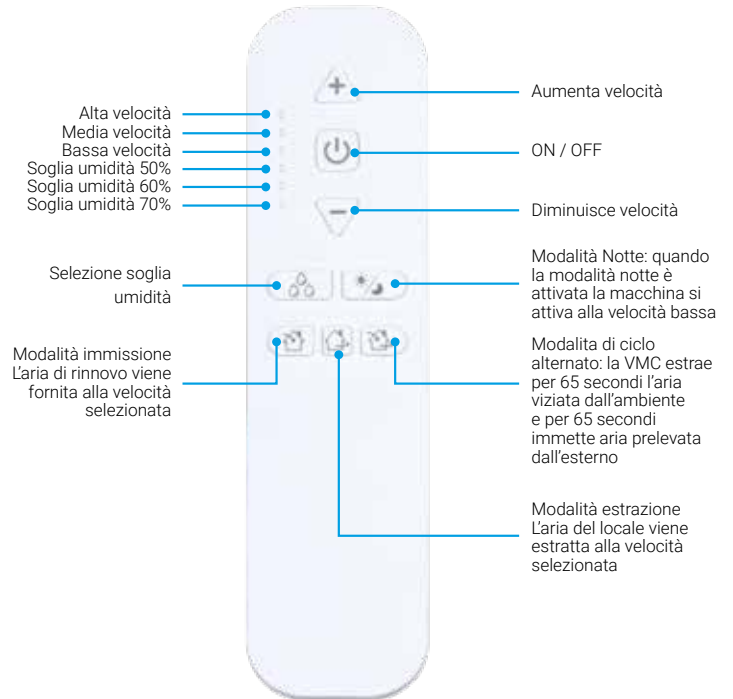 Alta velocità
Media velocità
Bassa velocità
Soglia umidità 50%
Soglia umidità 60%
Soglia umidità 70%
Selezione soglia
umidità
Modalità immissione
L'aria di rinnovo viene
fornita alla velocità
selezionata
Aumenta velocità
ON / OFF
Diminuisce velocità
Modalità Notte: quando
la modalità notte è
attivata la macchina si
attiva alla velocità bassa
Modalita di ciclo
alternato: la VMC estrae
per 65 secondi l'aria
viziata dall'ambiente
e per 65 secondi
immette aria prelevata
dall'esterno
Modalità estrazione
L'aria del locale viene
estratta alla velocità
selezionata